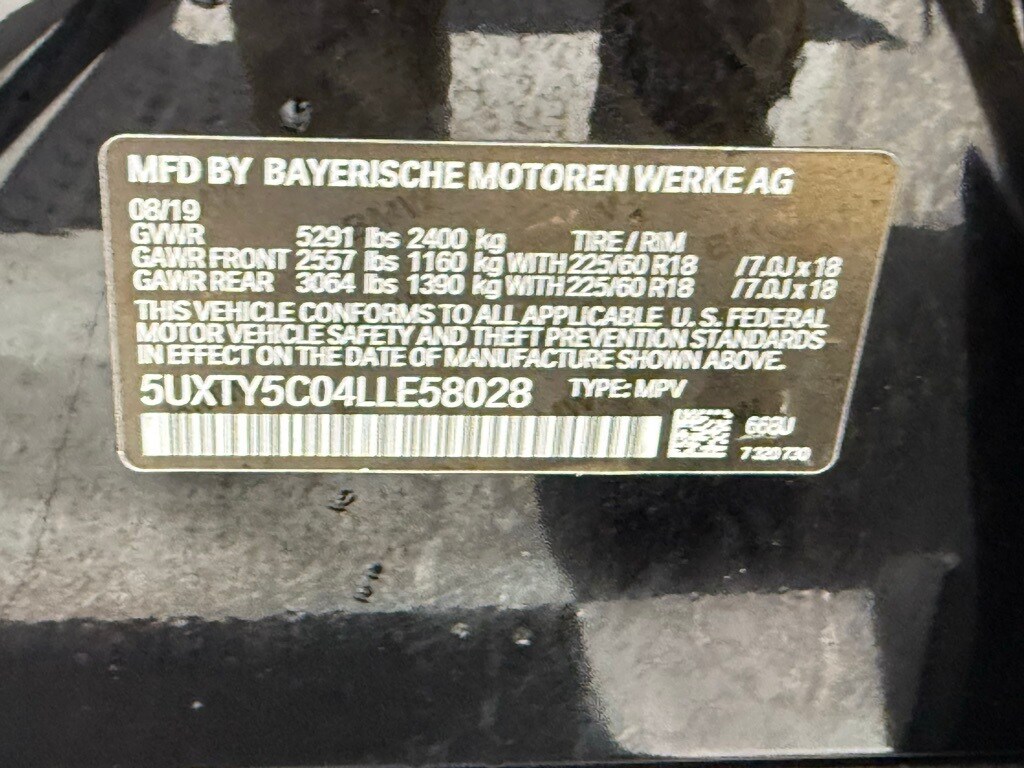 MFD BY BAYERISCHE MOTOREN WERKE AG
08/19
GVWR 5291 lbs 2400 kg TIRE / RIM
GAWR FRONT 2557 lbs 1160 kg WITH 225/60 R18 /7.0J x 18
GAWR REAR 3064 lbs 1390 kg WITH 225/60 R18 /7.0J x 18
THIS VEHICLE CONFORMS TO ALL APPLICABLE U. S. FEDERAL
MOTOR VEHICLE SAFETY AND THEFT PREVENTION STANDARDS
IN EFFECT ON THE DATE OF MANUFACTURE SHOWN ABOVE.
5UXTY5C04LLE58028 TYPE: MPV
668U
7320730